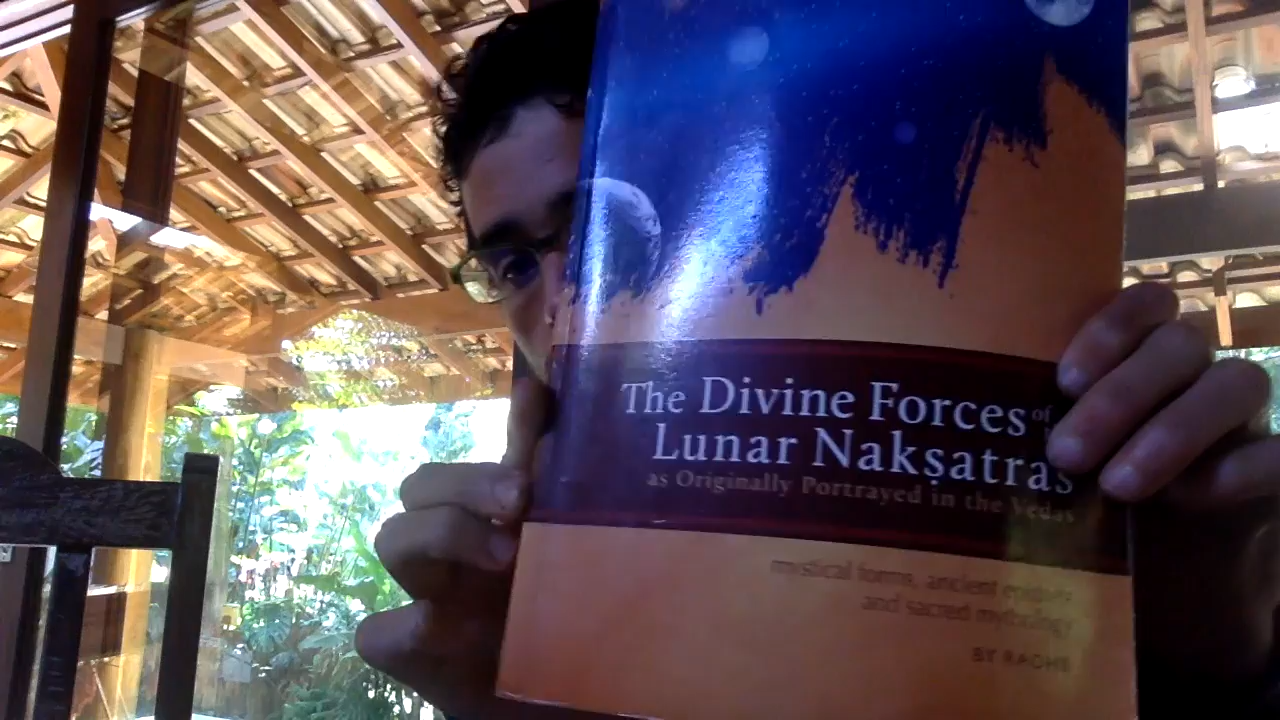 The Divine Forces of
Lunar Nakṣatras
as Originally Portrayed in the Vedas
mystical forms, ancient
and sacred mythology
BY RADHE